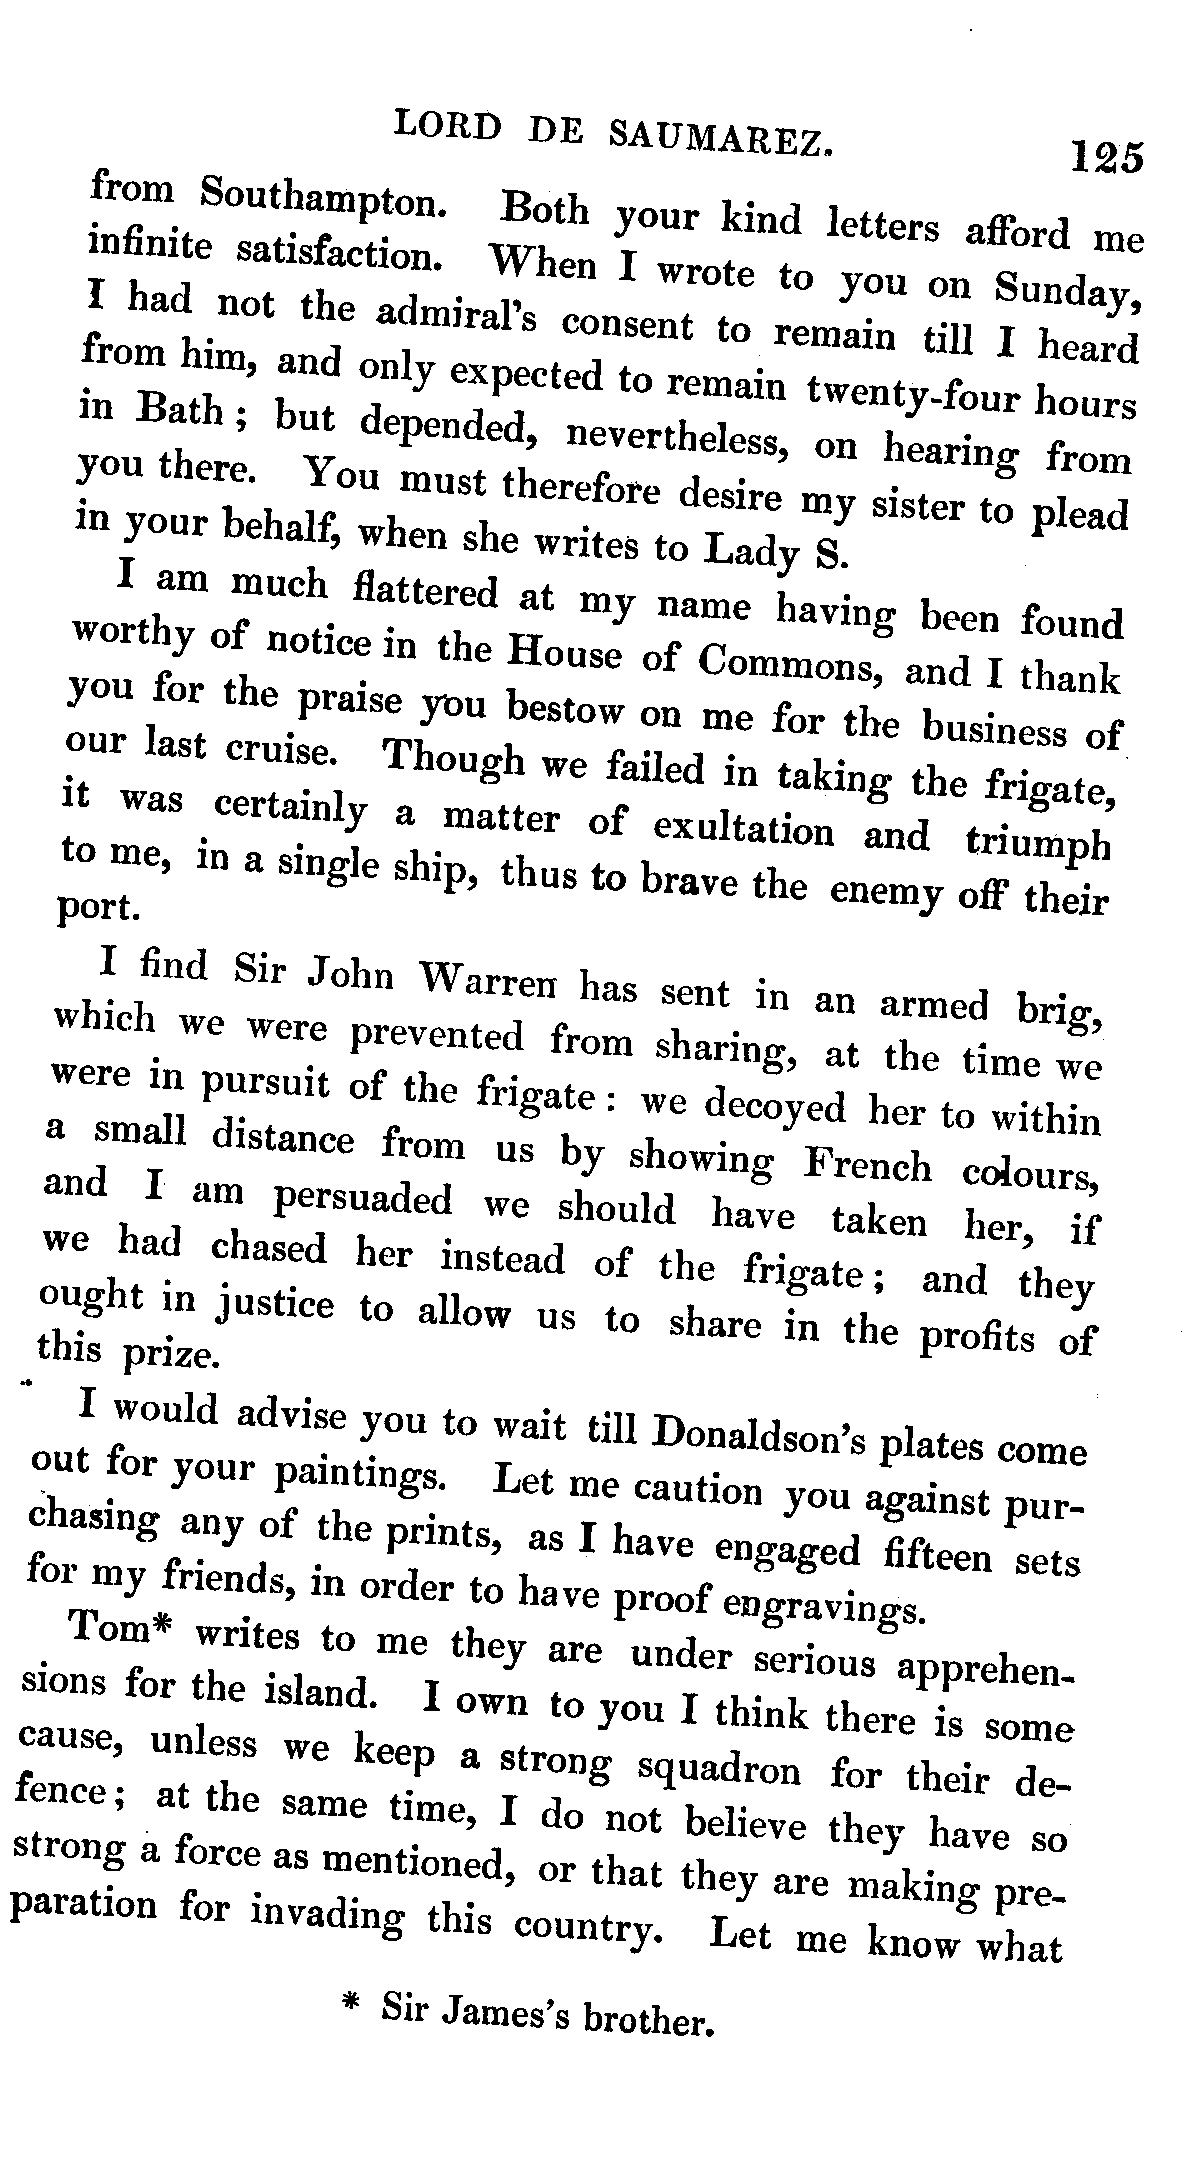 LORD DE SAUMAREZ. 125
from Southampton. Both your kind letters afford me
infinite satisfaction. When I wrote to you on Sunday,
I had not the admiral's consent to remain till I heard
from him, and only expected to remain twenty-four hours
in Bath; but depended, nevertheless, on hearing from
you there. You must therefore desire my sister to plead
in your behalf, when she writes to Lady S.
I am much flattered at my name having been found
worthy of notice in the House of Commons, and I thank
you for the praise you bestow on me for the business of
our last cruise. Though we failed in taking the frigate,
it was certainly a matter of exultation and triumph
to me, in a single ship, thus to brave the enemy off their
port.
I find Sir John Warren has sent in an armed brig,
which we were prevented from sharing, at the time we
were in pursuit of the frigate: we decoyed her to within
a small distance from us by showing French colours,
and I am persuaded we should have taken her, if
we had chased her instead of the frigate; and they
ought in justice to allow us to share in the profits of
this prize.
I would advise you to wait till Donaldson's plates come
out for your paintings. Let me caution you against pur-
chasing any of the prints, as I have engaged fifteen sets
for my friends, in order to have proof engravings.
Tom* writes to me they are under serious apprehen-
sions for the island. I own to you I think there is some
cause, unless we keep a strong squadron for their de-
fence; at the same time, I do not believe they have so
strong a force as mentioned, or that they are making pre-
paration for invading this country. Let me know what
* Sir James's brother.